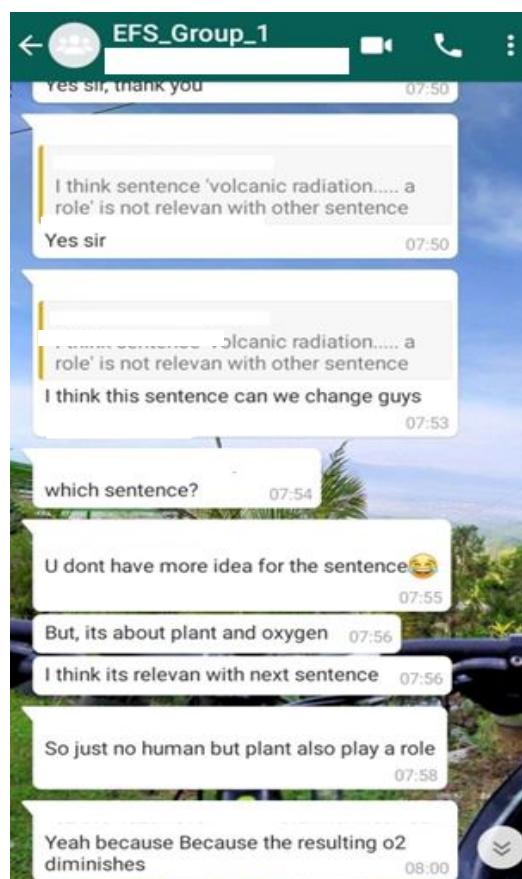 EFS_Group_1
Yes sir, thank you
07:50
I think sentence 'volcanic radiation..... a
role' is not relevan with other sentence
Yes sir
07:50
volcanic radiation..... a
role' is not relevan with other sentence
I think this sentence can we change guys
07:53
which sentence?
07:54
U dont have more idea for the sentence😂
07:55
But, its about plant and oxygen
07:56
I think its relevan with next sentence
07:56
So just no human but plant also play a role
07:58
Yeah because Because the resulting o2
diminishes
08:00